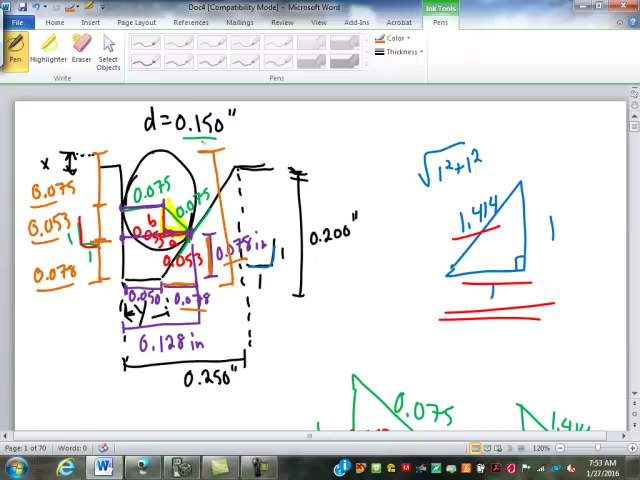 Doc4 [Compatibility Mode] - Microsoft Word
Ink Tools
File
Home
Insert
Page Layout
References
Mailings
Review
View
Add-Ins
Acrobat
Pens
Pen
Highlighter
Eraser
Select
Objects
Color
Thickness
Write
Pens
d=0.150"
x
0.075
0.053
0.078
1
1
0.075
0.075
b
0.053
a
0.053
0.078 in
1
1
0.200"
0.050
0.078
Y
0.128 in
0.250"
√1²+1²
1.414
1
1
0.075
1.414
Page: 1 of 70
Words: 0
120%
W
7:53 AM
1/27/2016